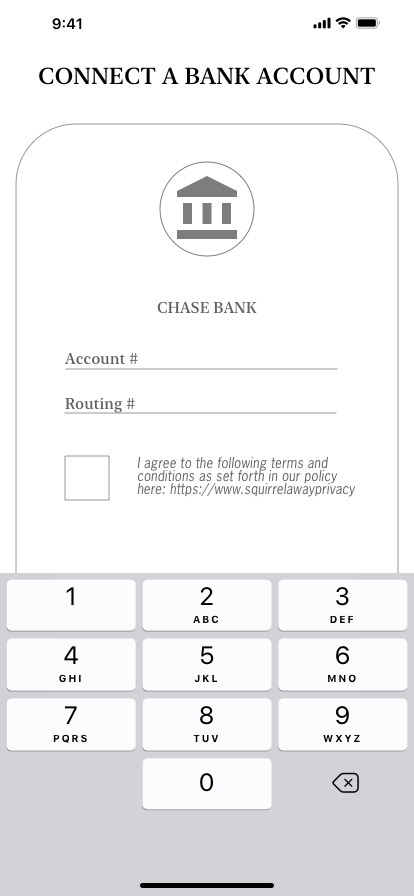 9:41
CONNECT A BANK ACCOUNT
CHASE BANK
Account #
Routing #
I agree to the following terms and
conditions as set forth in our policy
here: https://www.squirrelawayprivacy
1
2
3
ABC
DEF
4
5
6
GHI
JKL
MNO
7
8
9
PQRS
TUV
WXYZ
0